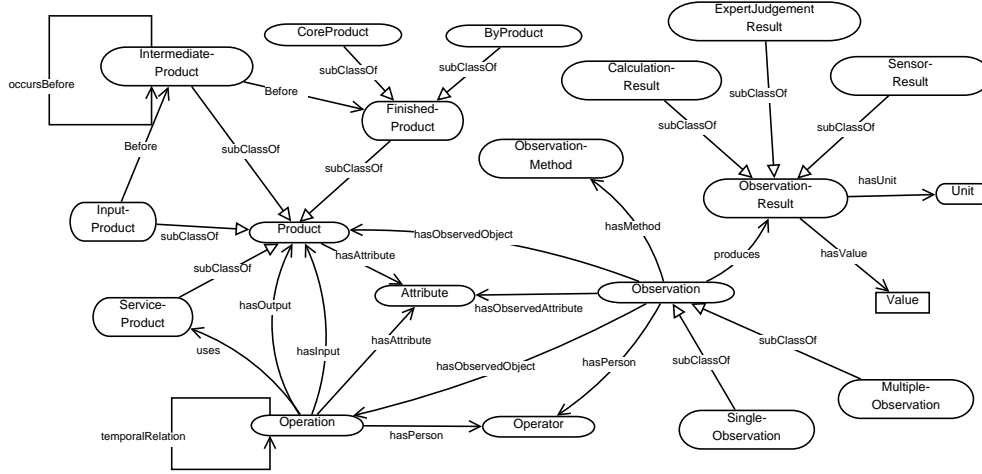 ExpertJudgement
Result
CoreProduct
ByProduct
Intermediate-
Product
occursBefore
subClassOf
subClassOf
Calculation-
Result
Sensor-
Result
Before
subClassOf
Finished-
Product
subClassOf
subClassOf
Before
subClassOf
subClassOf
Observation-
Method
Observation-
Result
hasUnit
Unit
Input-
Product
subClassOf
Product
hasObservedObject
hasMethod
produces
hasValue
hasAttribute
subClassOf
Service-
Product
hasOutput
Attribute
Observation
Value
hasObservedAttribute
uses
hasInput
hasAttribute
hasObservedObject
hasPerson
subClassOf
subClassOf
Multiple-
Observation
temporalRelation
Operation
hasPerson
Operator
Single-
Observation